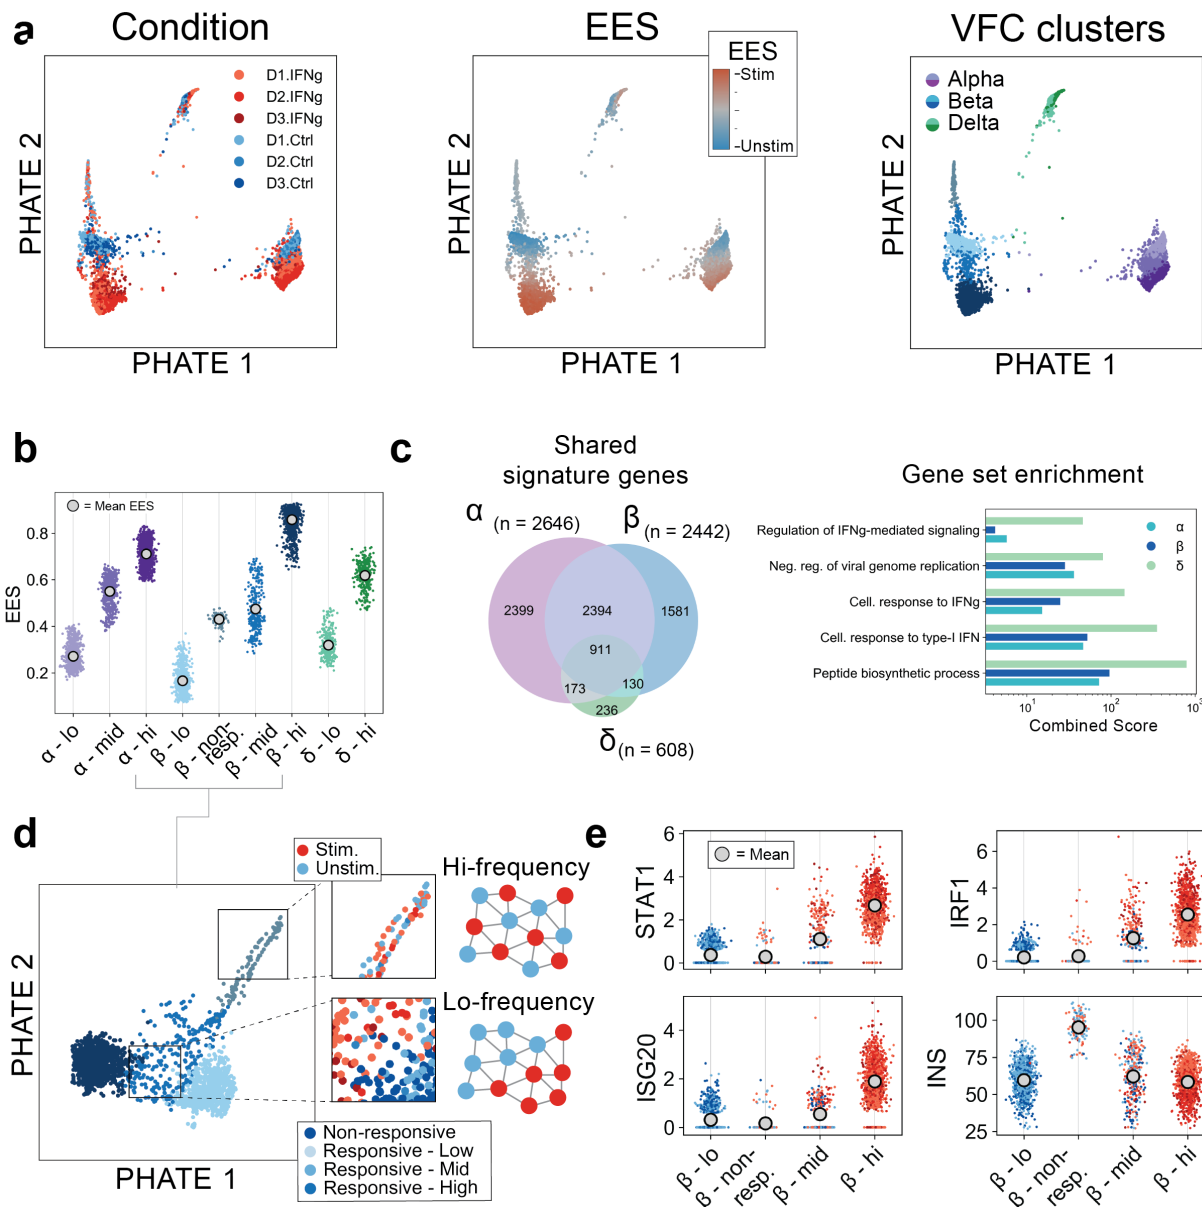 a
Condition
EES
VFC clusters
D1.IFNg
D2.IFNg
D3.IFNg
D1.Ctrl
D2.Ctrl
D3.Ctrl
PHATE 2
PHATE 1
EES
Stim
Unstim
PHATE 2
PHATE 1
Alpha
Beta
Delta
PHATE 2
PHATE 1
b
= Mean EES
EES
0.8
0.6
0.4
0.2
α - lo
α - mid
α - hi
β - lo
β - non-
resp.
β - mid
β - hi
δ - lo
δ - hi
c
Shared
signature genes
α (n = 2646)
β (n = 2442)
2399
2394
1581
911
173
130
236
δ (n = 608)
Gene set enrichment
Regulation of IFNg-mediated signaling
Neg. reg. of viral genome replication
Cell. response to IFNg
Cell. response to type-I IFN
Peptide biosynthetic process
α
β
δ
10¹
10²
10³
Combined Score
d
Stim.
Unstim.
Hi-frequency
Lo-frequency
PHATE 2
PHATE 1
Non-responsive
Responsive - Low
Responsive - Mid
Responsive - High
e
= Mean
STAT1
6
4
2
0
IRF1
6
4
2
0
ISG20
4
2
0
INS
100
75
50
25
β - lo
β - non-
resp.
β - mid
β - hi
β - lo
β - non-
resp.
β - mid
β - hi